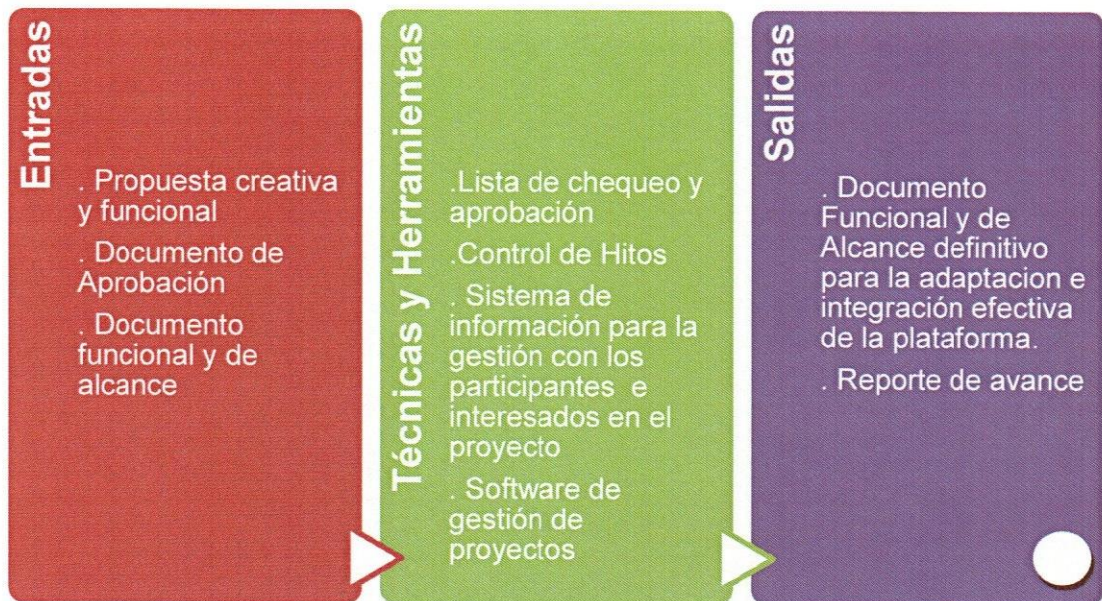 Entradas
. Propuesta creativa
y funcional
. Documento de
Aprobación
. Documento
funcional y de
alcance
Técnicas y Herramientas
.Lista de chequeo y
aprobación
.Control de Hitos
. Sistema de
información para la
gestión con los
participantes e
interesados en el
proyecto
. Software de
gestión de
proyectos
Salidas
. Documento
Funcional y de
Alcance definitivo
para la adaptacion e
integración efectiva
de la plataforma.
. Reporte de avance